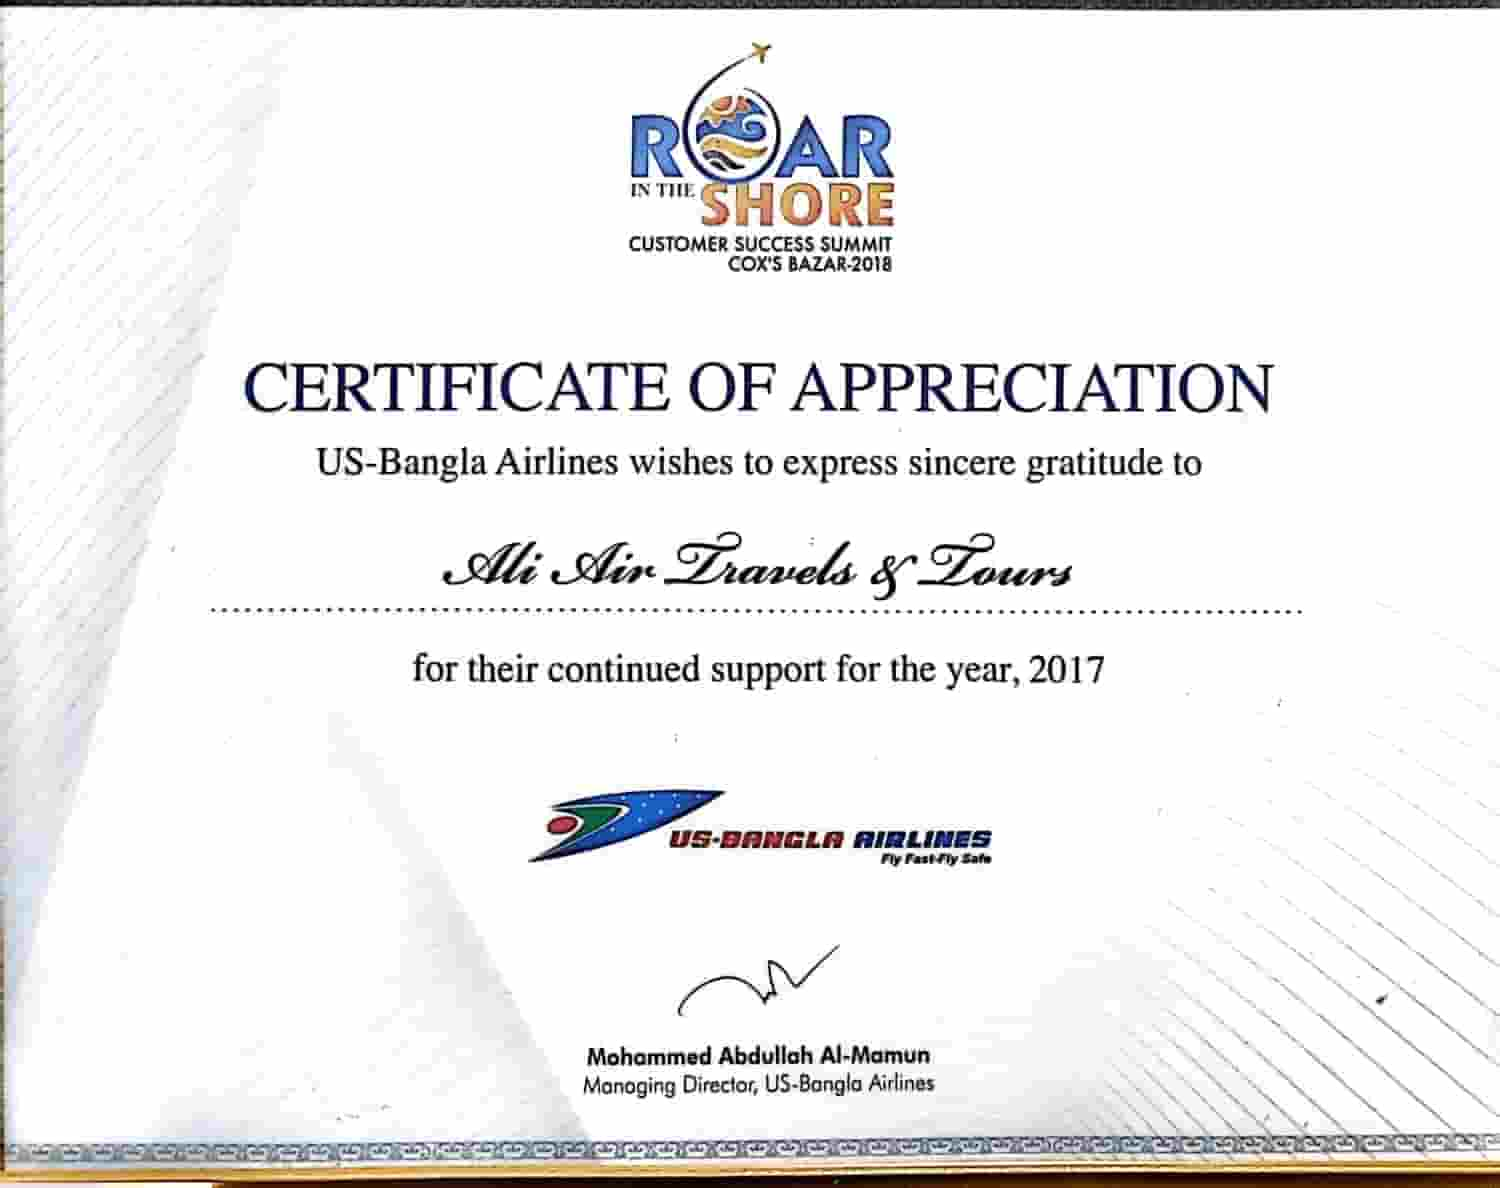 ROAR
IN THE SHORE
CUSTOMER SUCCESS SUMMIT
COX'S BAZAR-2018
CERTIFICATE OF APPRECIATION
US-Bangla Airlines wishes to express sincere gratitude to
Ali Air Travels & Tours
for their continued support for the year, 2017
US-BANGLA AIRLINES
Fly Fast-Fly Safe
Mohammed Abdullah Al-Mamun
Managing Director, US-Bangla Airlines